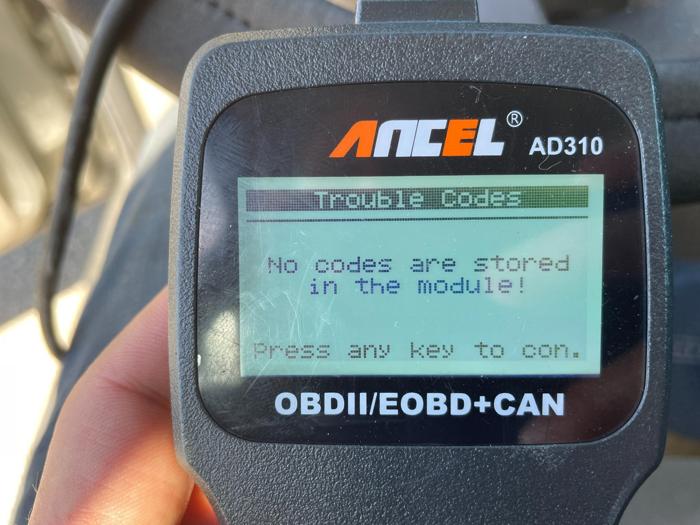 ANCEL® AD310
Trouble Codes
No codes are stored
in the module!
Press any key to con.
OBDII/EOBD+CAN